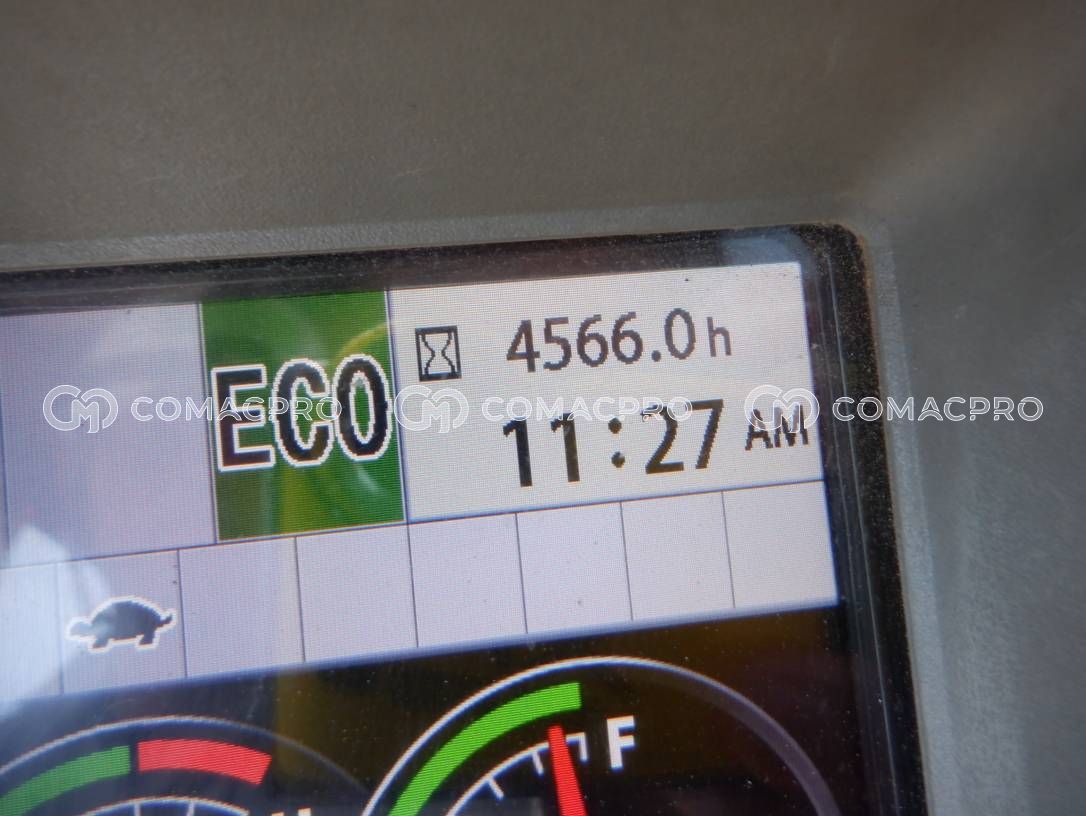 4566.0 h
ECO
11:27 AM
COMACPRO COMACPRO COMACPRO
F